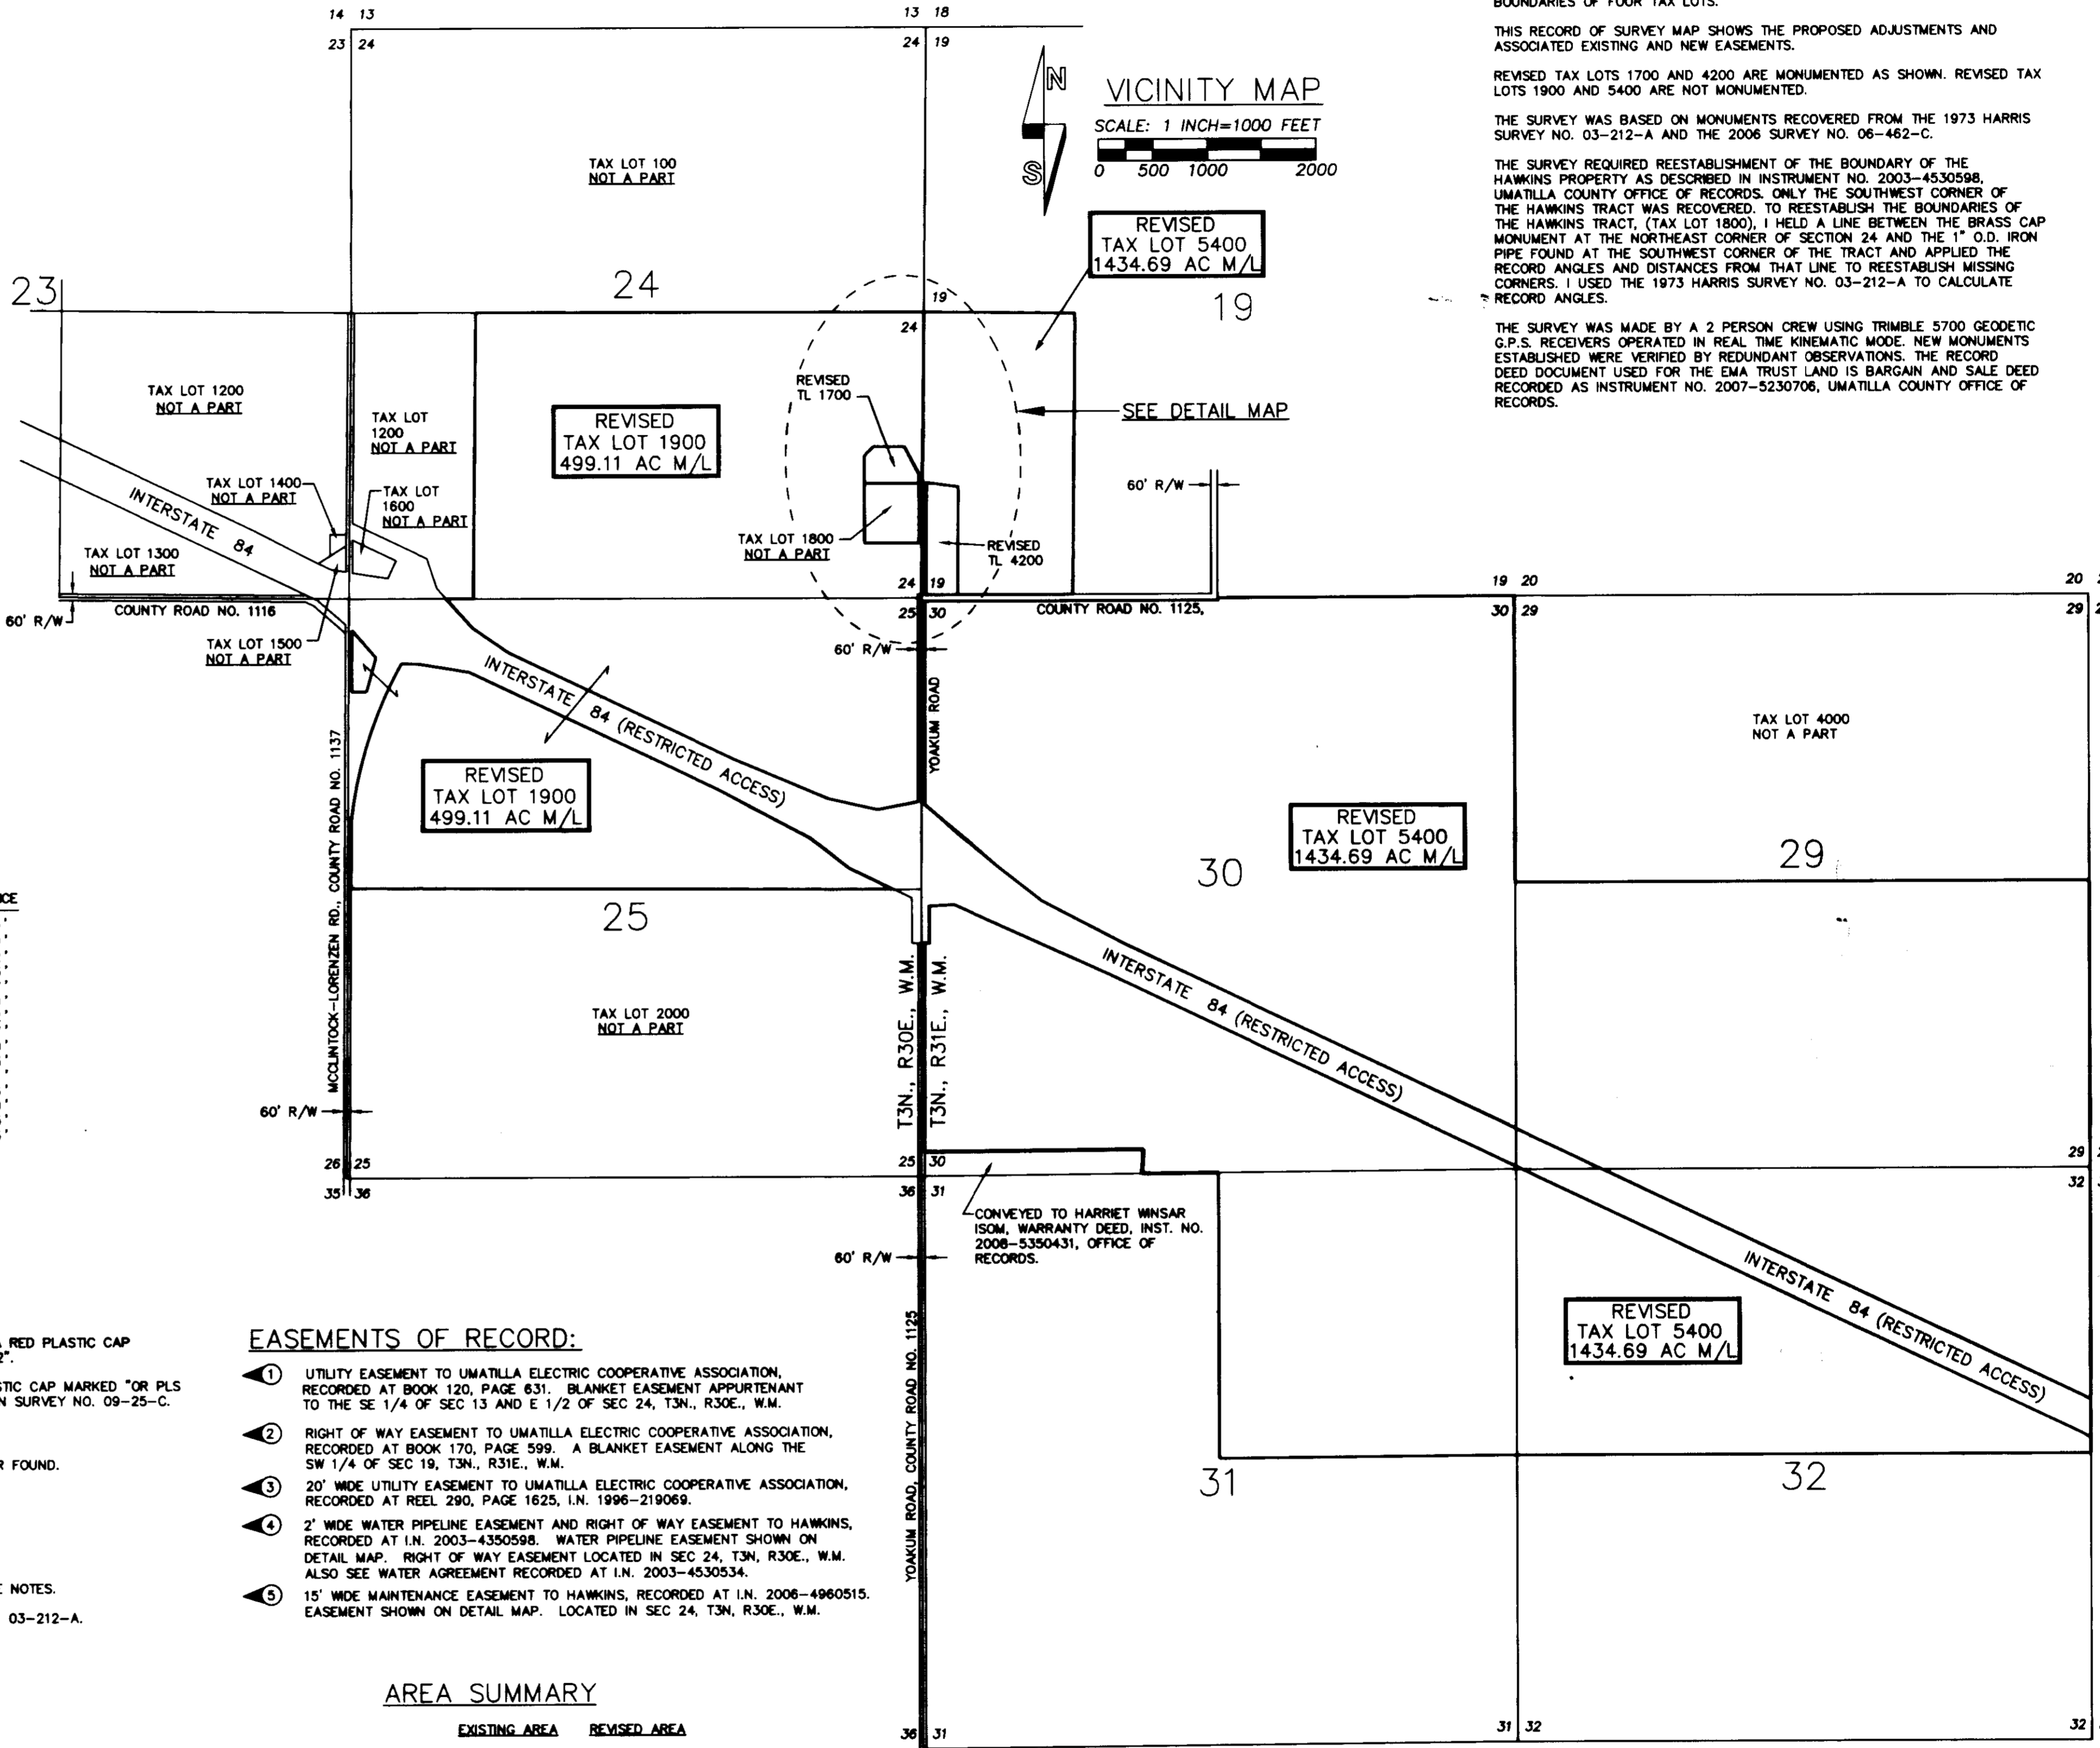 14 13
13 18
23 24
24 19
N
S
VICINITY MAP
SCALE: 1 INCH=1000 FEET
0 500 1000 2000
TAX LOT 100
NOT A PART
REVISED
TAX LOT 5400
1434.69 AC M/L
23
24
19
19
24
TAX LOT 1200
NOT A PART
TAX LOT
1200
NOT A PART
REVISED
TAX LOT 1900
499.11 AC M/L
REVISED
TL 1700
SEE DETAIL MAP
TAX LOT 1400
NOT A PART
TAX LOT
1600
NOT A PART
60' R/W
INTERSTATE 84
TAX LOT 1800
NOT A PART
REVISED
TL 4200
TAX LOT 1300
NOT A PART
24 19
19 20
20
60' R/W
COUNTY ROAD NO. 1116
25 30
COUNTY ROAD NO. 1125,
30 29
29
TAX LOT 1500
NOT A PART
60' R/W
INTERSTATE 84 (RESTRICTED ACCESS)
YOAKUM ROAD
TAX LOT 4000
NOT A PART
MCCLINTOCK-LORENZEN RD., COUNTY ROAD NO. 1137
REVISED
TAX LOT 1900
499.11 AC M/L
REVISED
TAX LOT 5400
1434.69 AC M/L
30
29
25
T3N., R30E., W.M.
T3N., R31E., W.M.
INTERSTATE 84 (RESTRICTED ACCESS)
TAX LOT 2000
NOT A PART
60' R/W
26 25
25 30
29
35 36
36 31
32
CONVEYED TO HARRIET WINSAR
ISOM, WARRANTY DEED, INST. NO.
2008-5350431, OFFICE OF
RECORDS.
60' R/W
INTERSTATE 84 (RESTRICTED ACCESS)
REVISED
TAX LOT 5400
1434.69 AC M/L
YOAKUM ROAD, COUNTY ROAD NO. 1125
31
32
36 31
31 32
32
BOUNDARIES OF FOUR TAX LOTS.
THIS RECORD OF SURVEY MAP SHOWS THE PROPOSED ADJUSTMENTS AND
ASSOCIATED EXISTING AND NEW EASEMENTS.
REVISED TAX LOTS 1700 AND 4200 ARE MONUMENTED AS SHOWN. REVISED TAX
LOTS 1900 AND 5400 ARE NOT MONUMENTED.
THE SURVEY WAS BASED ON MONUMENTS RECOVERED FROM THE 1973 HARRIS
SURVEY NO. 03-212-A AND THE 2006 SURVEY NO. 06-462-C.
THE SURVEY REQUIRED REESTABLISHMENT OF THE BOUNDARY OF THE
HAWKINS PROPERTY AS DESCRIBED IN INSTRUMENT NO. 2003-4530598,
UMATILLA COUNTY OFFICE OF RECORDS. ONLY THE SOUTHWEST CORNER OF
THE HAWKINS TRACT WAS RECOVERED. TO REESTABLISH THE BOUNDARIES OF
THE HAWKINS TRACT, (TAX LOT 1800), I HELD A LINE BETWEEN THE BRASS CAP
MONUMENT AT THE NORTHEAST CORNER OF SECTION 24 AND THE 1" O.D. IRON
PIPE FOUND AT THE SOUTHWEST CORNER OF THE TRACT AND APPLIED THE
RECORD ANGLES AND DISTANCES FROM THAT LINE TO REESTABLISH MISSING
CORNERS. I USED THE 1973 HARRIS SURVEY NO. 03-212-A TO CALCULATE
RECORD ANGLES.
THE SURVEY WAS MADE BY A 2 PERSON CREW USING TRIMBLE 5700 GEODETIC
G.P.S. RECEIVERS OPERATED IN REAL TIME KINEMATIC MODE. NEW MONUMENTS
ESTABLISHED WERE VERIFIED BY REDUNDANT OBSERVATIONS. THE RECORD
DEED DOCUMENT USED FOR THE EMA TRUST LAND IS BARGAIN AND SALE DEED
RECORDED AS INSTRUMENT NO. 2007-5230706, UMATILLA COUNTY OFFICE OF
RECORDS.
RED PLASTIC CAP
CAP MARKED "OR PLS
SURVEY NO. 09-25-C.
FOUND.
NOTES.
03-212-A.
EASEMENTS OF RECORD:
1 UTILITY EASEMENT TO UMATILLA ELECTRIC COOPERATIVE ASSOCIATION,
RECORDED AT BOOK 120, PAGE 631. BLANKET EASEMENT APPURTENANT
TO THE SE 1/4 OF SEC 13 AND E 1/2 OF SEC 24, T3N., R30E., W.M.
2 RIGHT OF WAY EASEMENT TO UMATILLA ELECTRIC COOPERATIVE ASSOCIATION,
RECORDED AT BOOK 170, PAGE 599. A BLANKET EASEMENT ALONG THE
SW 1/4 OF SEC 19, T3N., R31E., W.M.
3 20' WIDE UTILITY EASEMENT TO UMATILLA ELECTRIC COOPERATIVE ASSOCIATION,
RECORDED AT REEL 290, PAGE 1625, I.N. 1996-219069.
4 2' WIDE WATER PIPELINE EASEMENT AND RIGHT OF WAY EASEMENT TO HAWKINS,
RECORDED AT I.N. 2003-4350598. WATER PIPELINE EASEMENT SHOWN ON
DETAIL MAP. RIGHT OF WAY EASEMENT LOCATED IN SEC 24, T3N, R30E., W.M.
ALSO SEE WATER AGREEMENT RECORDED AT I.N. 2003-4530534.
5 15' WIDE MAINTENANCE EASEMENT TO HAWKINS, RECORDED AT I.N. 2006-4960515.
EASEMENT SHOWN ON DETAIL MAP. LOCATED IN SEC 24, T3N, R30E., W.M.
AREA SUMMARY
EXISTING AREA REVISED AREA